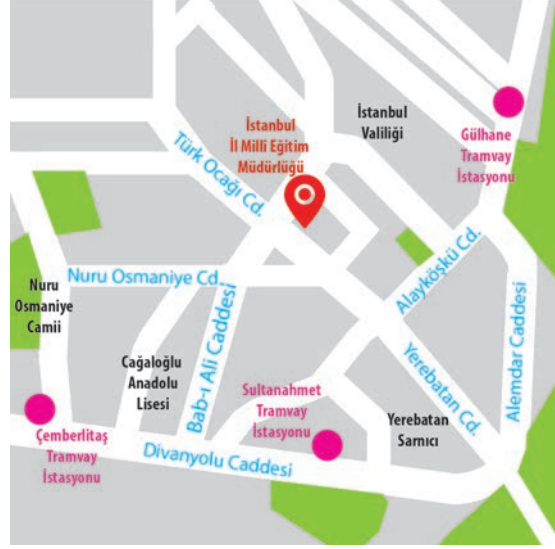 İstanbul
Valiliği
İstanbul
İl Milli Eğitim
Müdürlüğü
Gülhane
Tramvay
İstasyonu
Türk Ocağı Cd.
Alayköşkü Cd.
Nuru Osmaniye Cd.
Nuru
Osmaniye
Camii
Bab-ı Ali Caddesi
Alemdar Caddesi
Yerebatan Cd.
Cağaloğlu
Anadolu
Lisesi
Sultanahmet
Tramvay
İstasyonu
Yerebatan
Sarnıcı
Çemberlitaş
Tramvay
İstasyonu
Divanyolu Caddesi